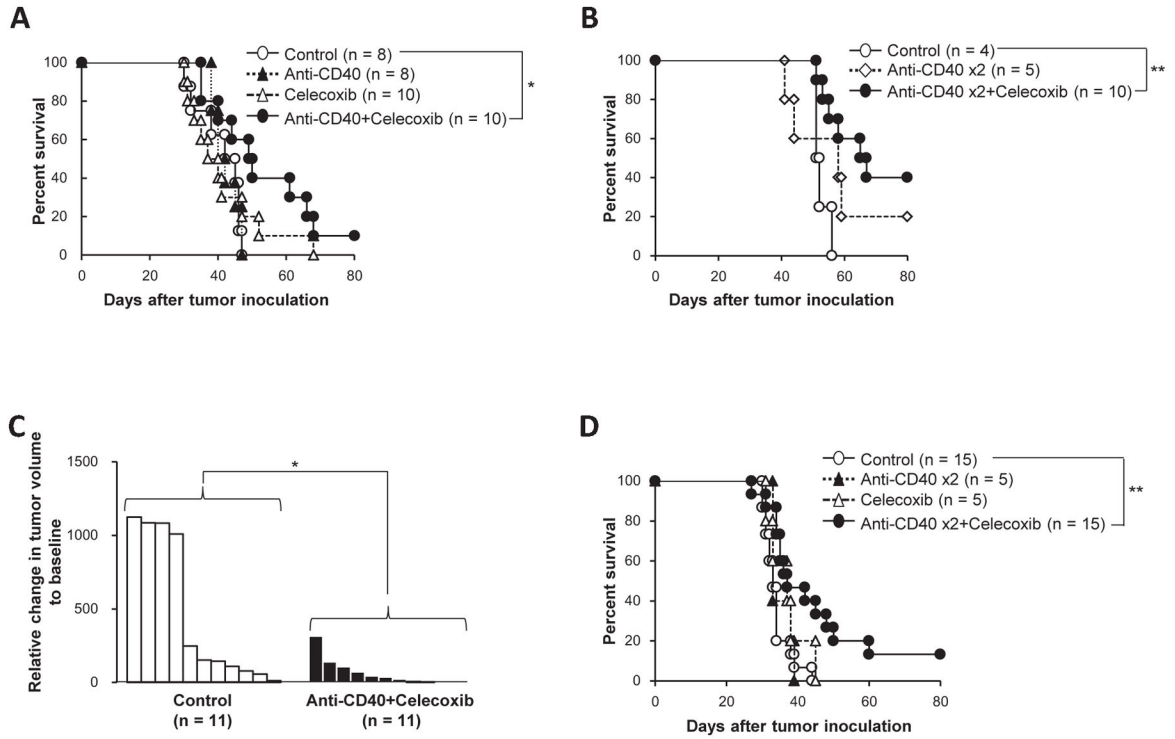 A
Control (n = 8)
Anti-CD40 (n = 8)
Celecoxib (n = 10)
Anti-CD40+Celecoxib (n = 10)
*
Percent survival
100
80
60
40
20
0
0 20 40 60 80
Days after tumor inoculation
B
Control (n = 4)
Anti-CD40 x2 (n = 5)
Anti-CD40 x2+Celecoxib (n = 10)
**
Percent survival
100
80
60
40
20
0
0 20 40 60 80
Days after tumor inoculation
C
Relative change in tumor volume
to baseline
1500
1000
500
0
*
Control
(n = 11)
Anti-CD40+Celecoxib
(n = 11)
D
Control (n = 15)
Anti-CD40 x2 (n = 5)
Celecoxib (n = 5)
Anti-CD40 x2+Celecoxib (n = 15)
**
Percent survival
100
80
60
40
20
0
0 20 40 60 80
Days after tumor inoculation